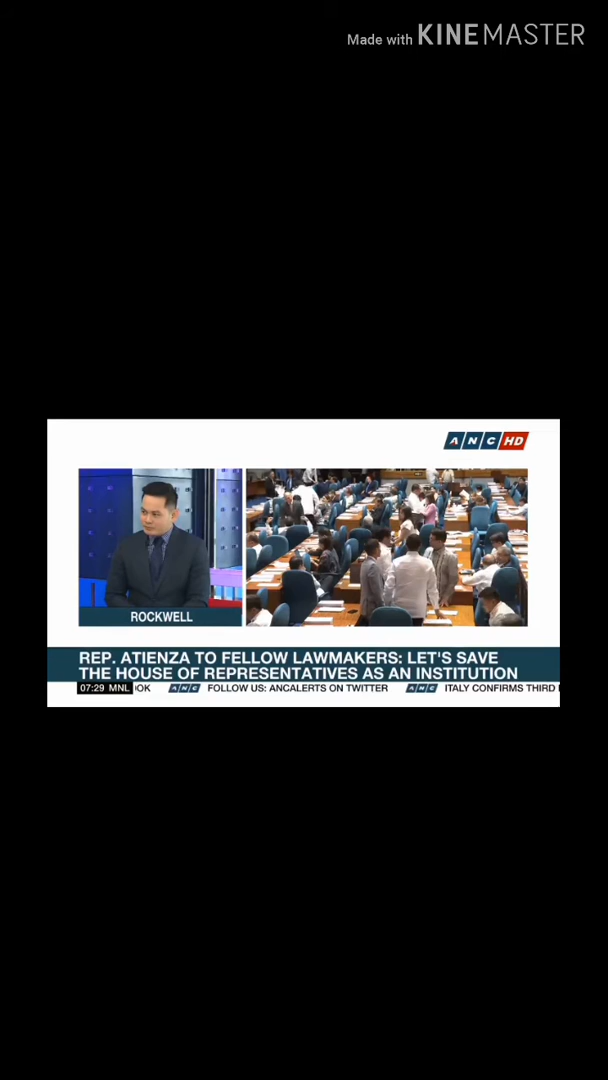 Made with KINEMASTER
ANC HD
ROCKWELL
REP. ATIENZA TO FELLOW LAWMAKERS: LET'S SAVE
THE HOUSE OF REPRESENTATIVES AS AN INSTITUTION
07:29 MNL OOK ANC FOLLOW US: ANCALERTS ON TWITTER ANC ITALY CONFIRMS THIRD